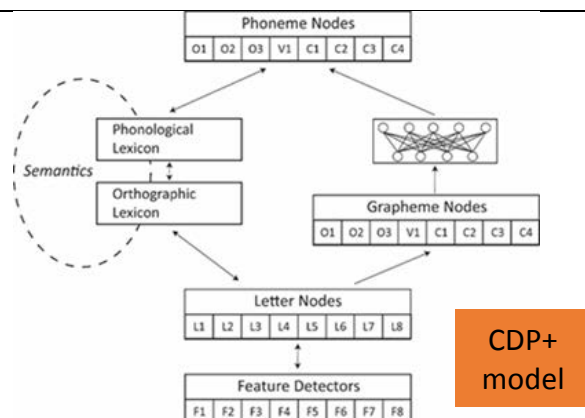 Phoneme Nodes
O1 O2 O3 V1 C1 C2 C3 C4
Phonological
Lexicon
Semantics
Orthographic
Lexicon
Grapheme Nodes
O1 O2 O3 V1 C1 C2 C3 C4
Letter Nodes
L1 L2 L3 L4 L5 L6 L7 L8
CDP+
model
Feature Detectors
F1 F2 F3 F4 F5 F6 F7 F8